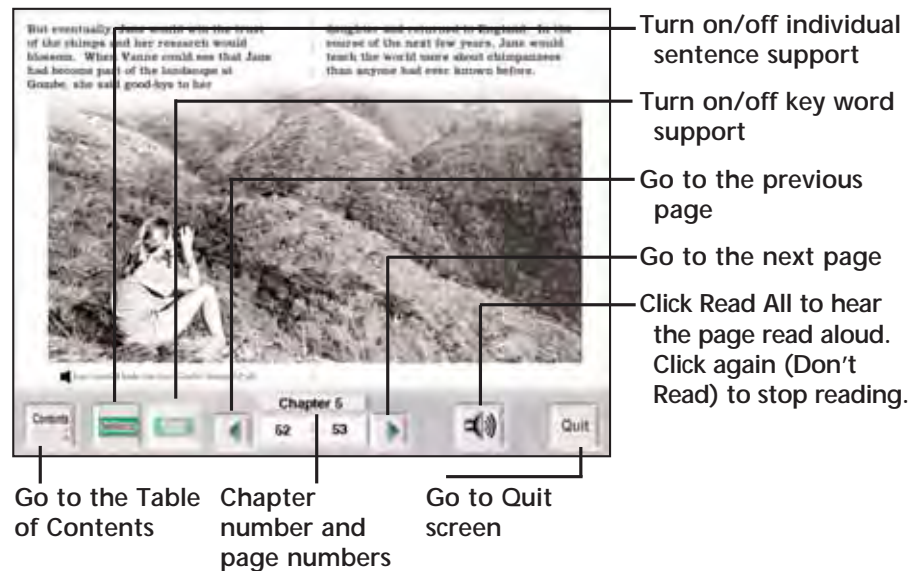 But eventually, Jane would win the trust
of the chimps and her research would
blossom. When Vanne could see that Jane
had become part of the landscape at
Gombe, she said good-bye to her
daughter and returned to England. In the
course of the next few years, Jane would
teach the world more about chimpanzees
than anyone had ever known before.
Turn on/off individual
sentence support
Turn on/off key word
support
Go to the previous
page
Go to the next page
Click Read All to hear
the page read aloud.
Click again (Don't
Read) to stop reading.
Contents
Chapter 5
52 53
Quit
Go to the Table
of Contents
Chapter
number and
page numbers
Go to Quit
screen